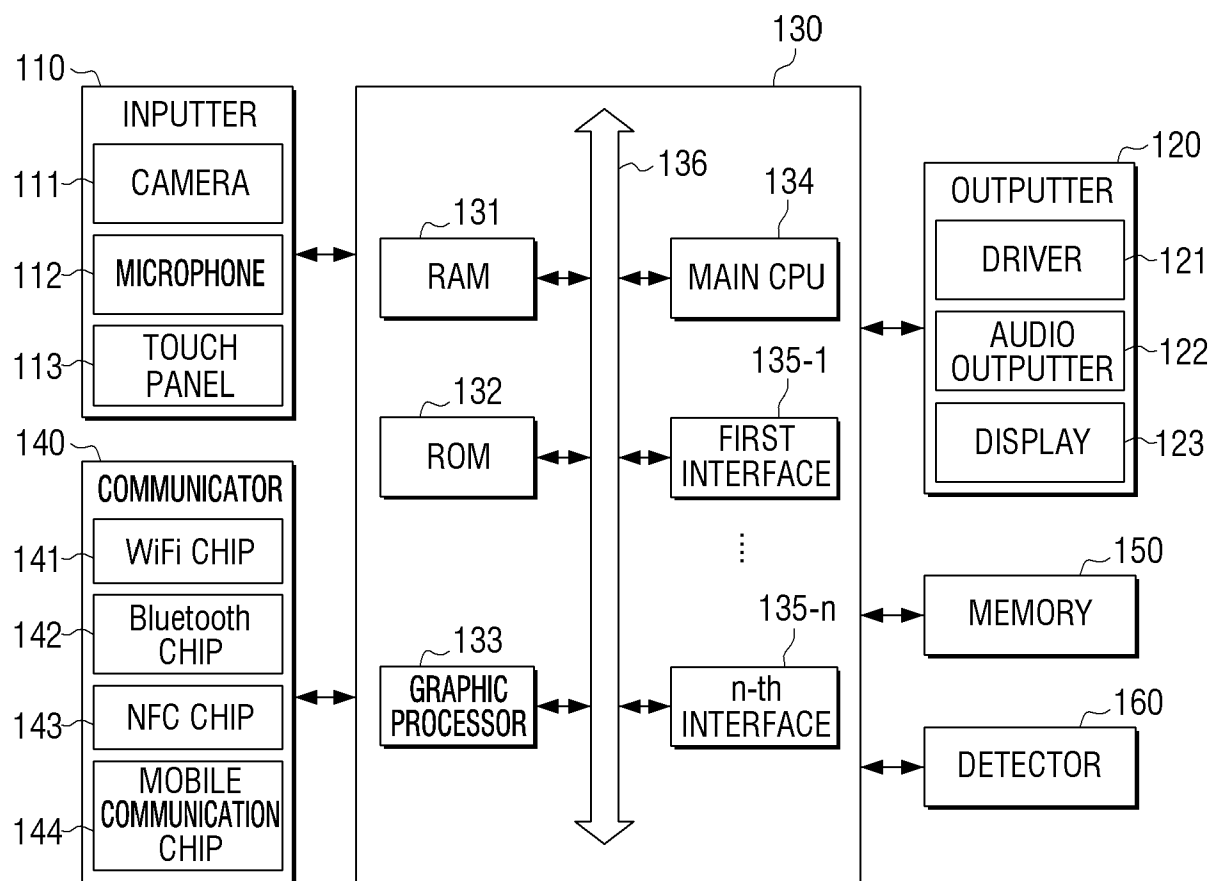 130
110
INPUTTER
111
CAMERA
112
MICROPHONE
113
TOUCH
PANEL
140
COMMUNICATOR
141
WiFi CHIP
142
Bluetooth
CHIP
143
NFC CHIP
144
MOBILE
COMMUNICATION
CHIP
136
131
RAM
132
ROM
133
GRAPHIC
PROCESSOR
134
MAIN CPU
135-1
FIRST
INTERFACE
135-n
n-th
INTERFACE
120
OUTPUTTER
DRIVER
121
AUDIO
OUTPUTTER
122
DISPLAY
123
150
MEMORY
160
DETECTOR